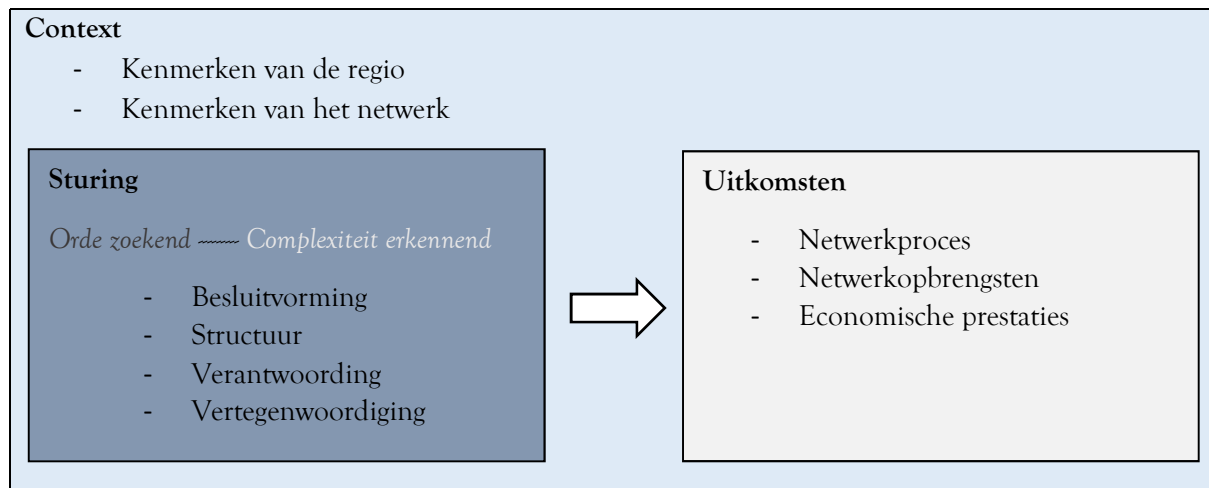 Context
- Kenmerken van de regio
- Kenmerken van het netwerk
Sturing
Orde zoekend ------- Complexiteit erkennend
- Besluitvorming
- Structuur
- Verantwoording
- Vertegenwoordiging
Uitkomsten
- Netwerkproces
- Netwerkopbrengsten
- Economische prestaties